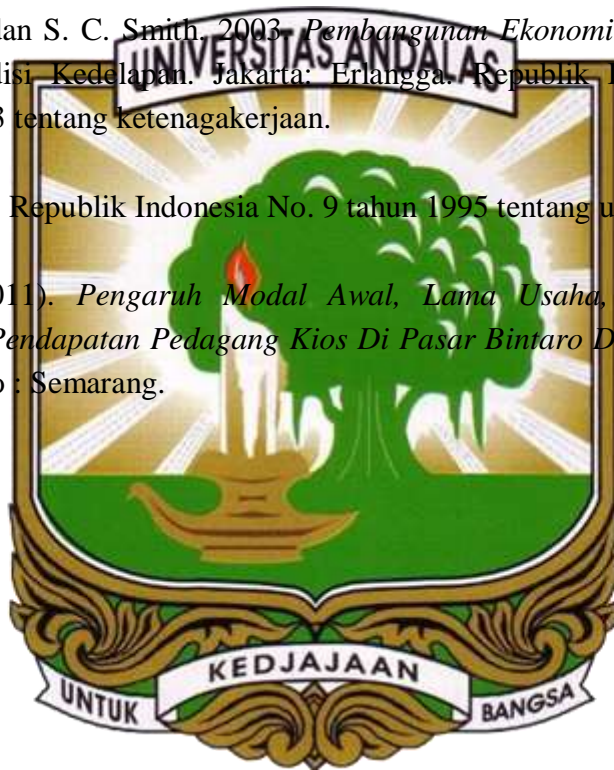 dan S. C. Smith. 2003. Pembangunan Ekonomi
UNIVERSITAS ANDALAS
disi Kedelapan. Jakarta: Erlangga. Republik
3 tentang ketenagakerjaan.
Republik Indonesia No. 9 tahun 1995 tentang u
011). Pengaruh Modal Awal, Lama Usaha,
Pendapatan Pedagang Kios Di Pasar Bintaro D
o : Semarang.
KEDJAJAAN
UNTUK BANGSA